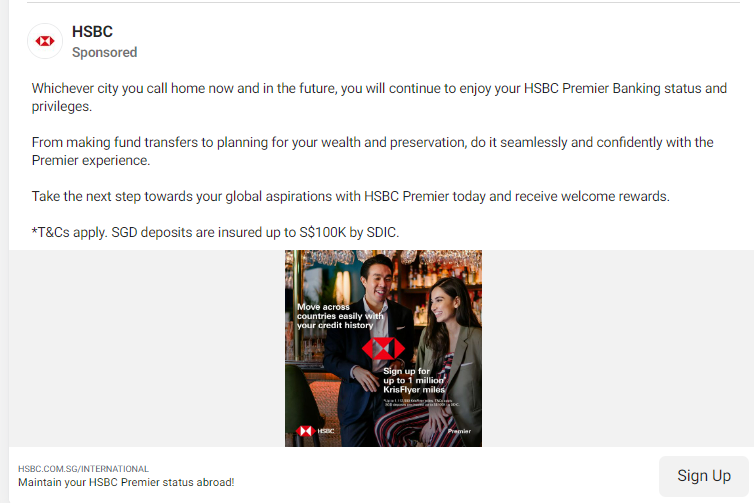 HSBC
Sponsored
Whichever city you call home now and in the future, you will continue to enjoy your HSBC Premier Banking status and
privileges.
From making fund transfers to planning for your wealth and preservation, do it seamlessly and confidently with the
Premier experience.
Take the next step towards your global aspirations with HSBC Premier today and receive welcome rewards.
*T&Cs apply. SGD deposits are insured up to S$100K by SDIC.
Move across
countries easily with
your credit history
Sign up for
up to 1 million*
KrisFlyer miles
HSBC
Premier
HSBC.COM.SG/INTERNATIONAL
Maintain your HSBC Premier status abroad!
Sign Up